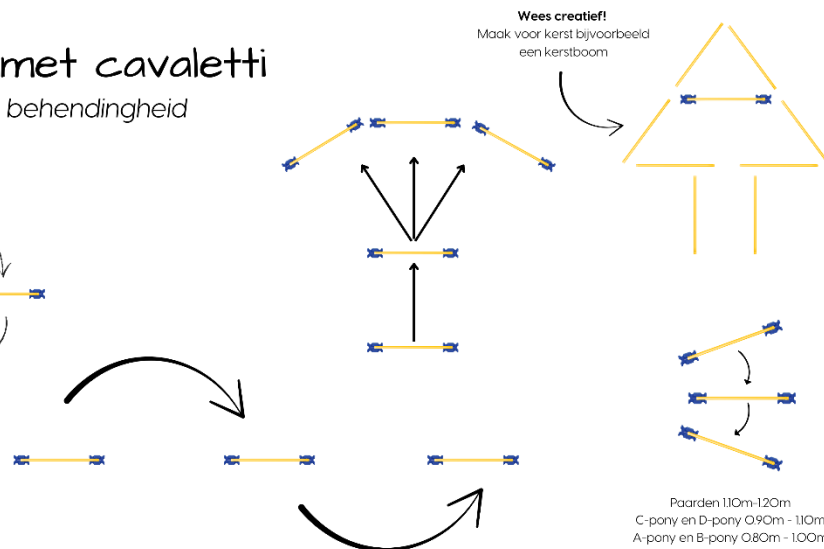 met cavaletti
behendingheid
Wees creatief!
Maak voor kerst bijvoorbeeld
een kerstboom
Paarden 1.10m-1.20m
C-pony en D-pony 0.90m - 1.10m
A-pony en B-pony 0.80m - 1.00m